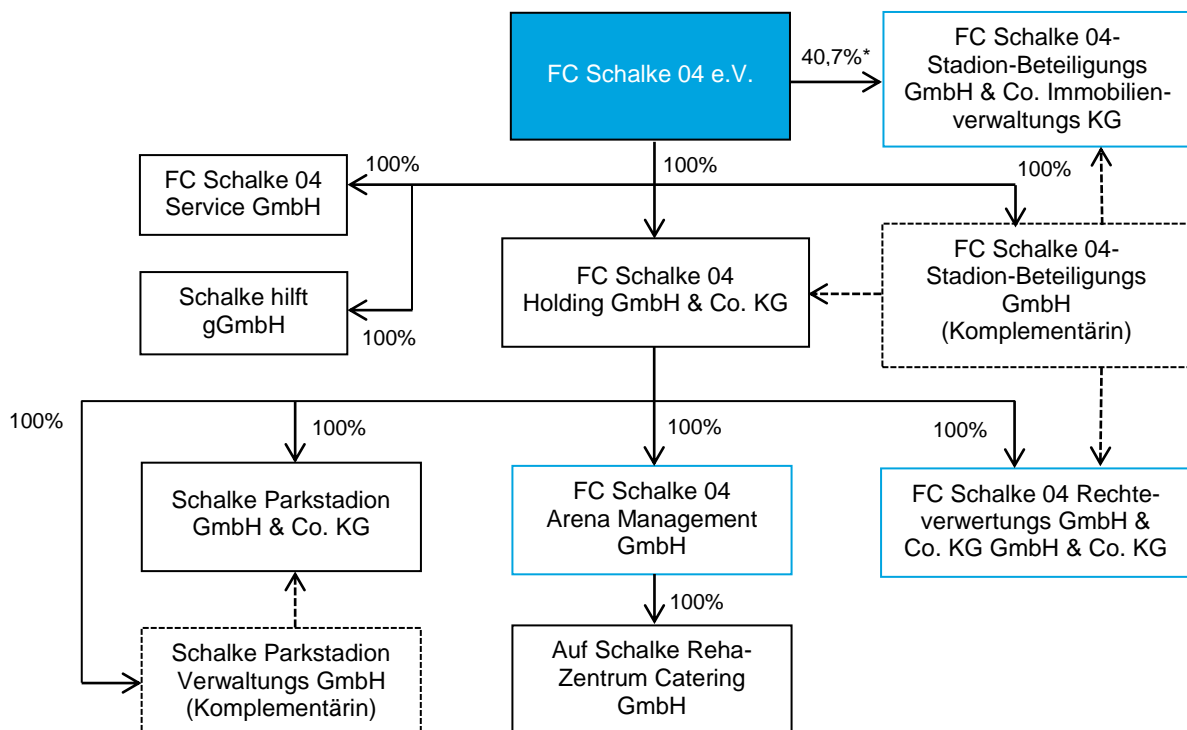 FC Schalke 04 e.V.
40,7%*
FC Schalke 04-
Stadion-Beteiligungs
GmbH & Co. Immobilien-
verwaltungs KG
100%
100%
100%
FC Schalke 04
Service GmbH
FC Schalke 04
Holding GmbH & Co. KG
FC Schalke 04-
Stadion-Beteiligungs
GmbH
(Komplementärin)
Schalke hilft
gGmbH
100%
100%
100%
100%
100%
Schalke Parkstadion
GmbH & Co. KG
FC Schalke 04
Arena Management
GmbH
FC Schalke 04 Rechte-
verwertungs GmbH &
Co. KG GmbH & Co. KG
100%
Schalke Parkstadion
Verwaltungs GmbH
(Komplementärin)
Auf Schalke Reha-
Zentrum Catering
GmbH